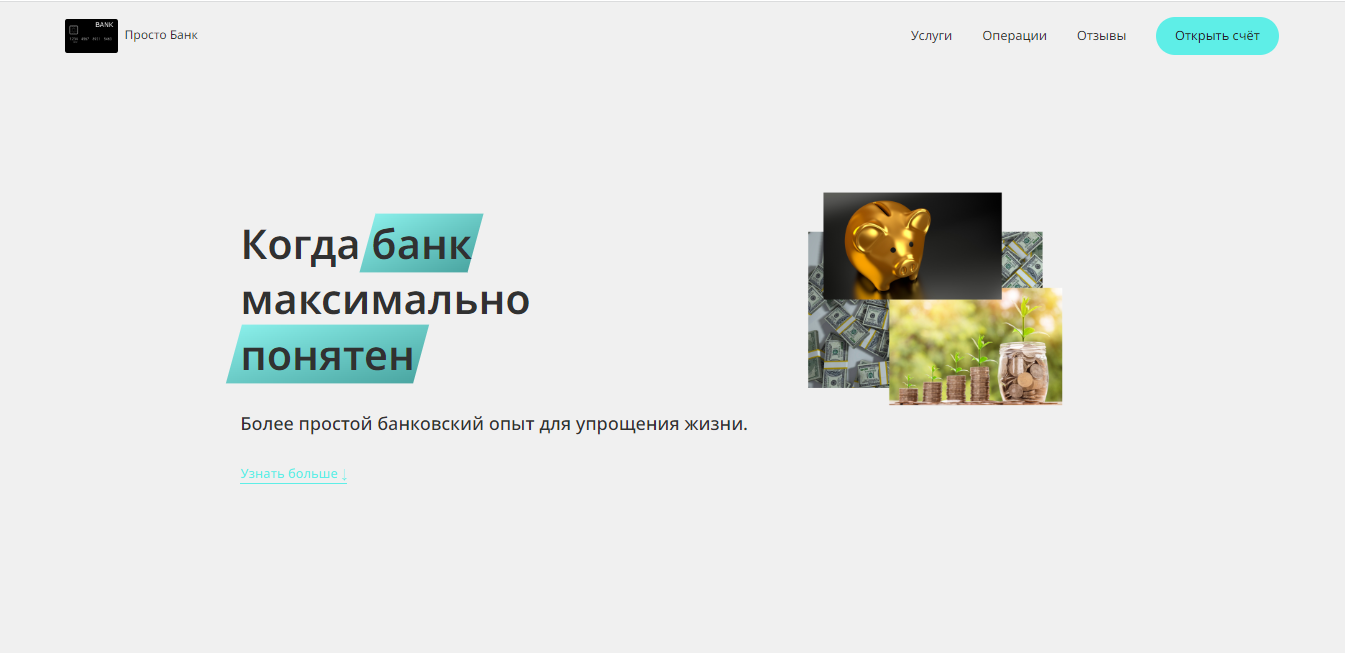 BANK
Просто Банк
Услуги
Операции
Отзывы
Открыть счёт
Когда банк
максимально
понятен
Более простой банковский опыт для упрощения жизни.
Узнать больше ↓